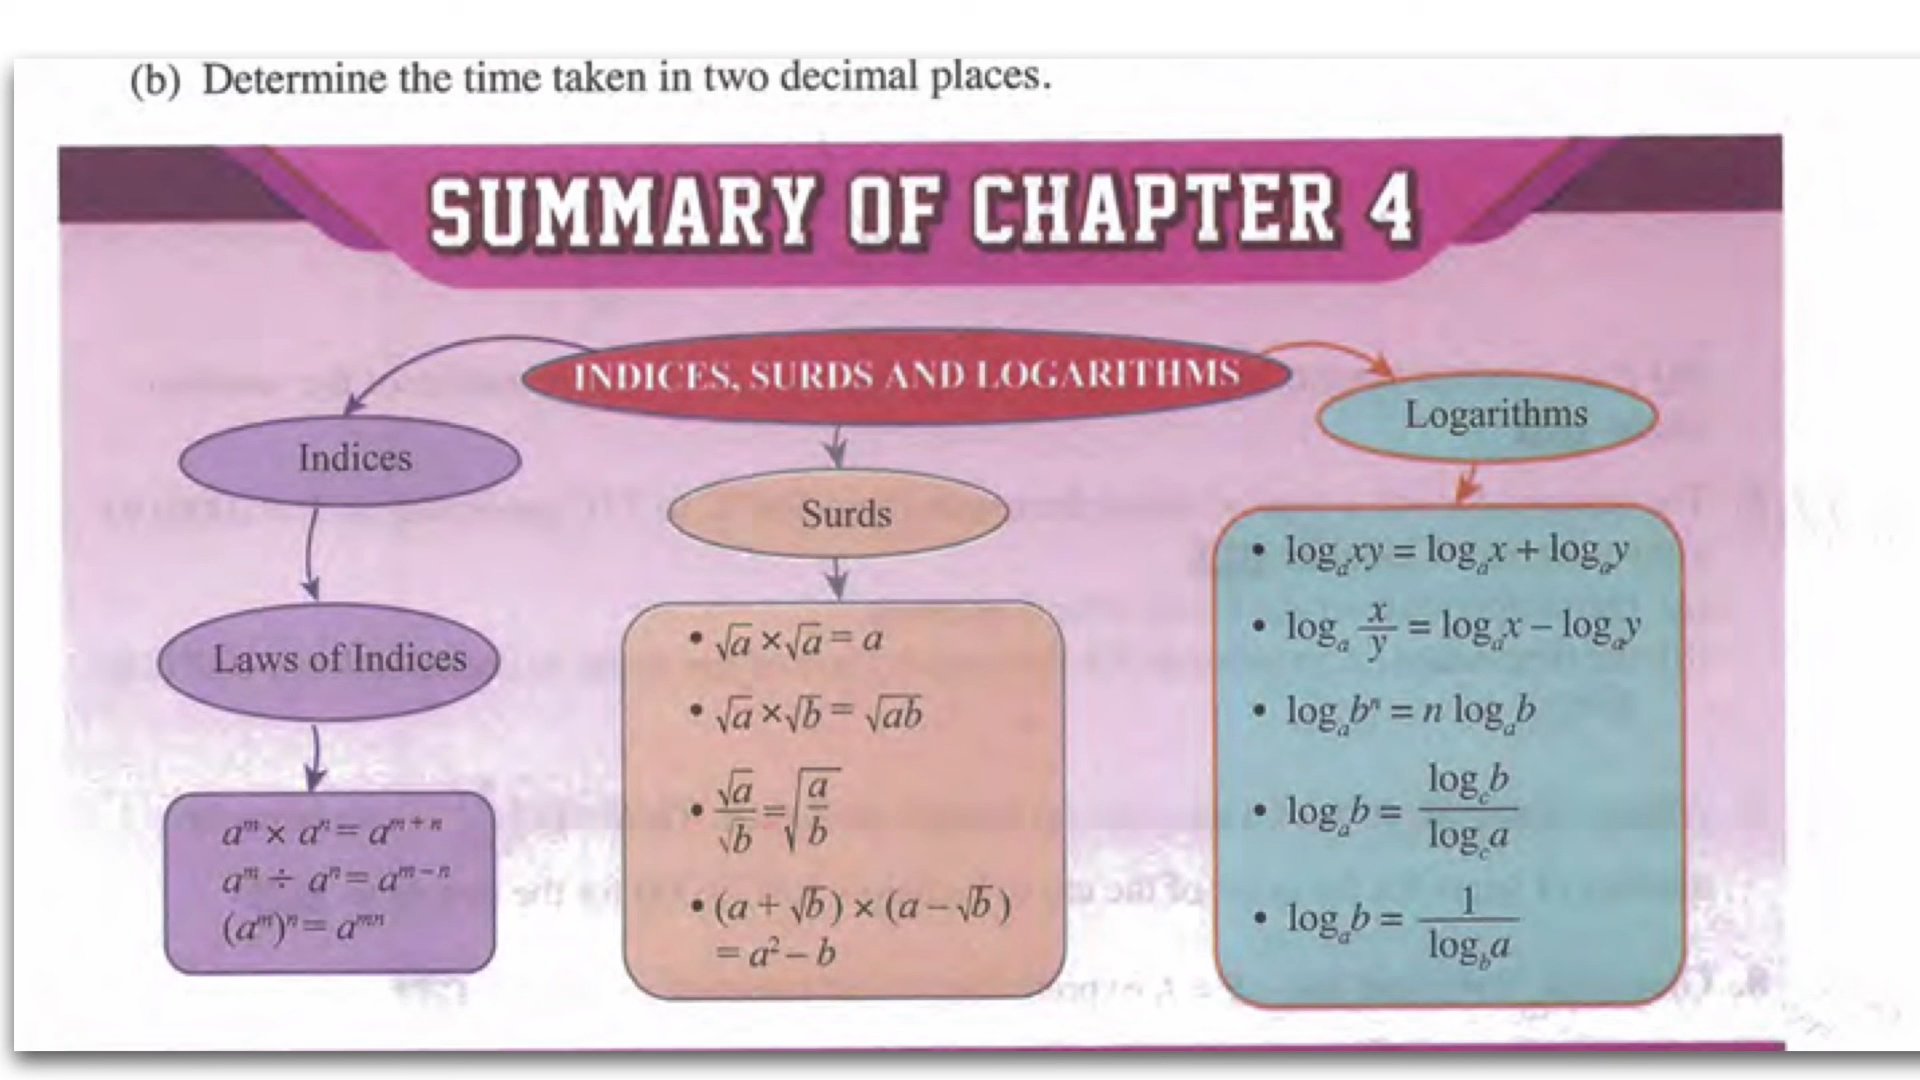 (b) Determine the time taken in two decimal places.
SUMMARY OF CHAPTER 4
INDICES, SURDS AND LOGARITHMS
Indices
Laws of Indices
aᵐ × aⁿ = aᵐ⁺ⁿ
aᵐ ÷ aⁿ = aᵐ⁻ⁿ
(aᵐ)ⁿ = aᵐⁿ
Surds
• √a × √a = a
• √a × √b = √ab
• √a/√b = √(a/b)
• (a + √b) × (a – √b)
= a² – b
Logarithms
• logₐxy = logₐx + logₐy
• logₐ x/y = logₐx – logₐy
• logₐbⁿ = n logₐb
• logₐb = log_c b / log_c a
• logₐb = 1 / log_b a